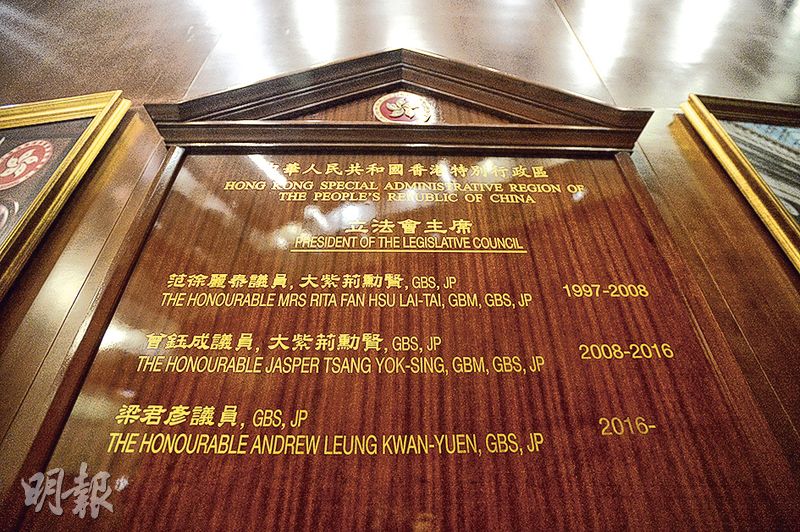 中華人民共和國香港特別行政區
HONG KONG SPECIAL ADMINISTRATIVE REGION OF
THE PEOPLE'S REPUBLIC OF CHINA
立法會主席
PRESIDENT OF THE LEGISLATIVE COUNCIL
范徐麗泰議員, 大紫荊勳賢, GBS, JP
THE HONOURABLE MRS RITA FAN HSU LAI-TAI, GBM, GBS, JP 1997-2008
曾鈺成議員, 大紫荊勳賢, GBS, JP
THE HONOURABLE JASPER TSANG YOK-SING, GBM, GBS, JP 2008-2016
梁君彥議員, GBS, JP
THE HONOURABLE ANDREW LEUNG KWAN-YUEN, GBS, JP 2016-
明報